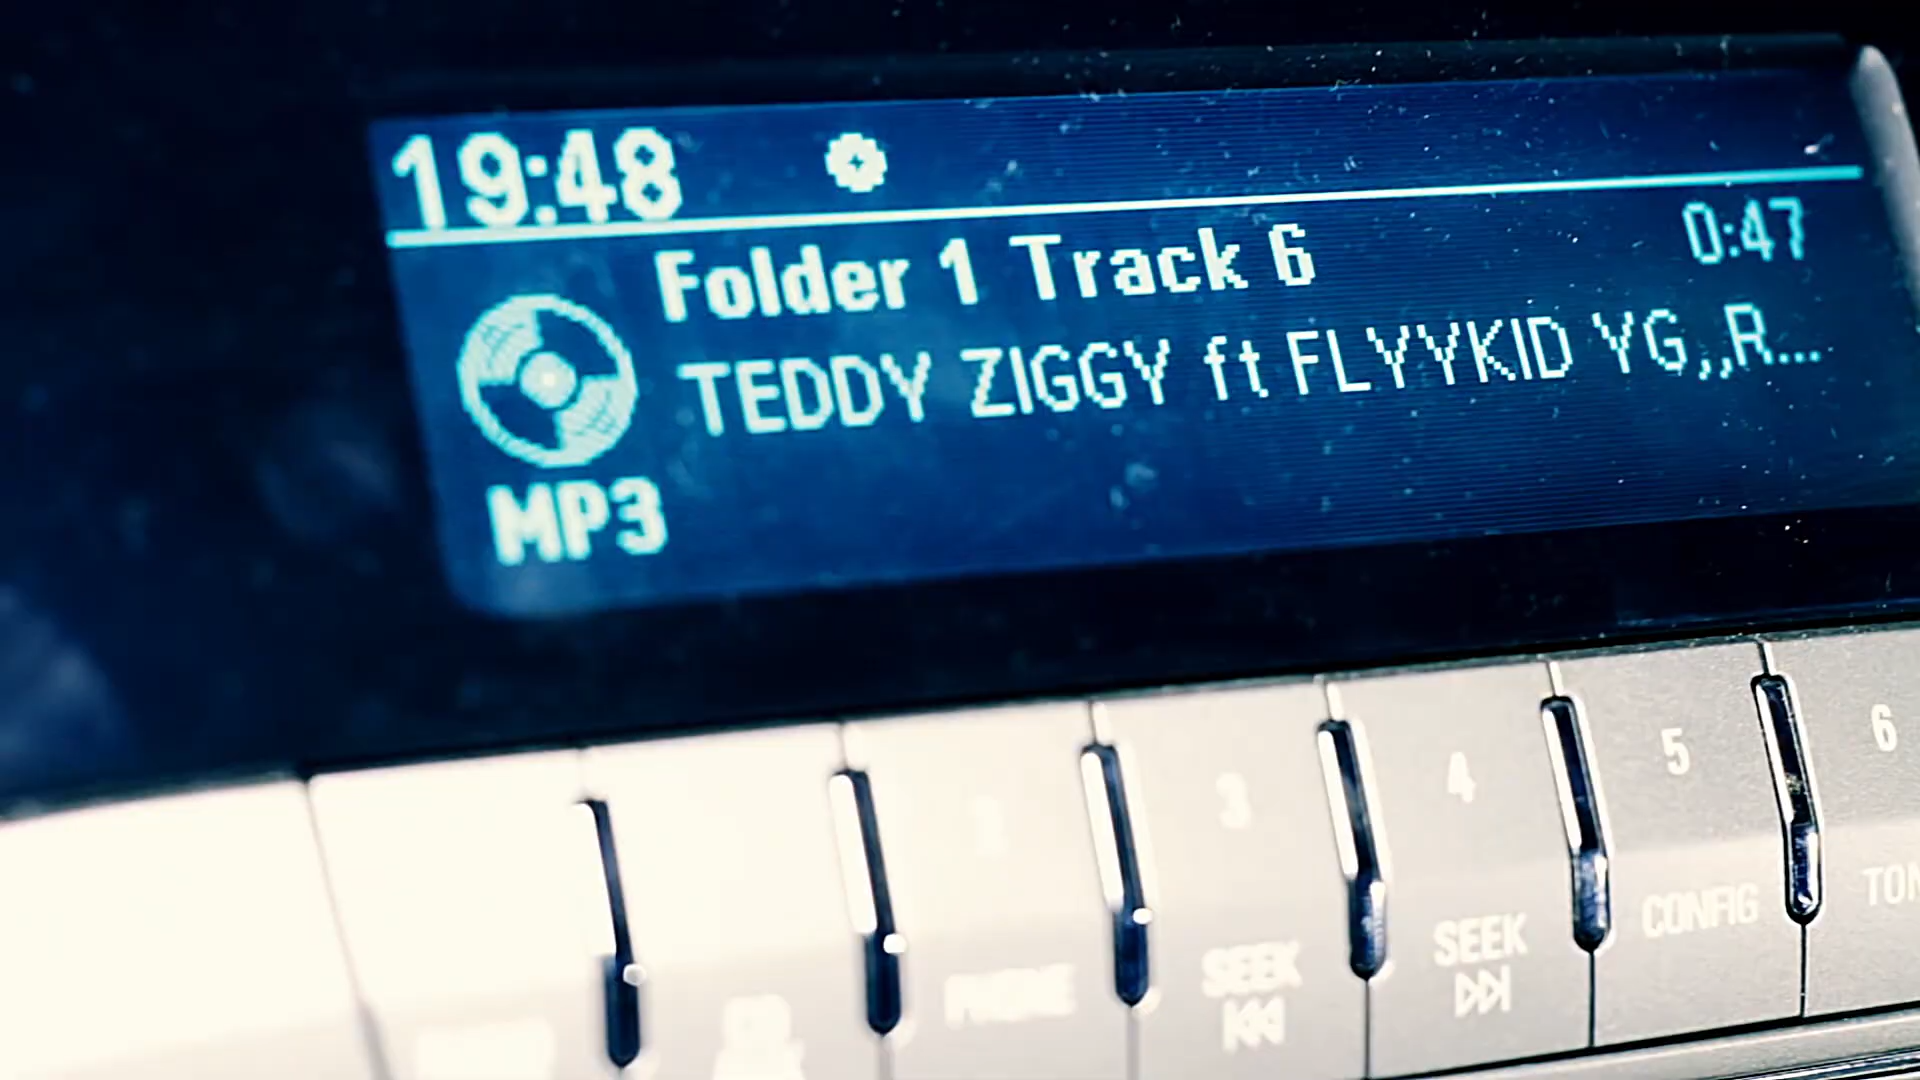 19:48
Folder 1 Track 6 0:47
TEDDY ZIGGY ft FLYYKID YG,,R...
MP3
3 4 5 6
PHONE SEEK SEEK CONFIG